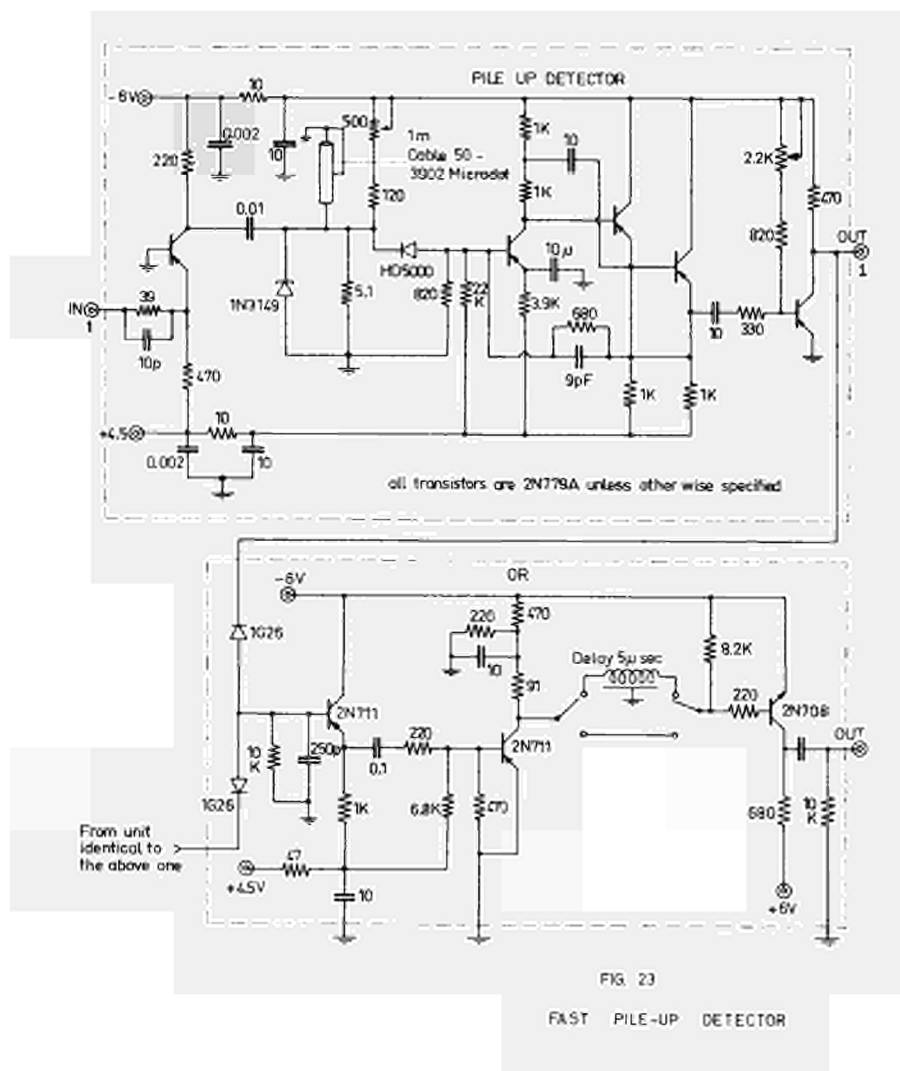 PILE UP DETECTOR
-6V
10
0.002
10
220
500
1m
Cable 50 -
3902 Microdot
120
1K
10
1K
2.2K
470
820
0.01
OUT
1
HD5000
10 µ
1N3149
5.1
820
22
K
3.9K
IN
1
39
10p
680
9pF
10
330
470
1K
1K
+4.5
10
0.002
10
all transistors are 2N779A unless other wise specified
OR
-6V
470
220
10
91
1G26
Delay 5µ sec
8.2K
220
2N711
2N708
OUT
250p
0.1
220
2N711
1G26
1K
6.8K
470
680
10
K
From unit
identical to
the above one
47
+4.5V
10
+6V
FIG. 23
FAST PILE-UP DETECTOR